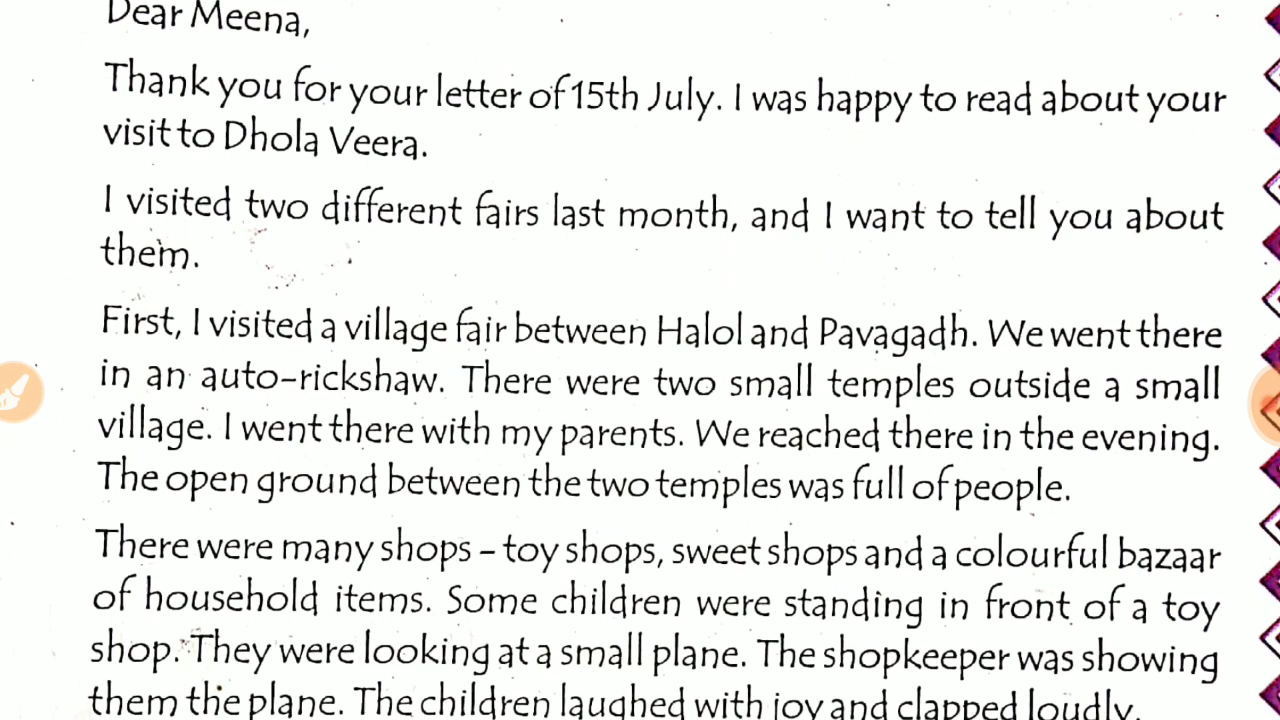 Dear Meena,
Thank you for your letter of 15th July. I was happy to read about your
visit to Dhola Veera.
I visited two different fairs last month, and I want to tell you about
them.
First, I visited a village fair between Halol and Pavagadh. We went there
in an auto-rickshaw. There were two small temples outside a small
village. I went there with my parents. We reached there in the evening.
The open ground between the two temples was full of people.
There were many shops – toy shops, sweet shops and a colourful bazaar
of household items. Some children were standing in front of a toy
shop. They were looking at a small plane. The shopkeeper was showing
them the plane. The children laughed with joy and clapped loudly.